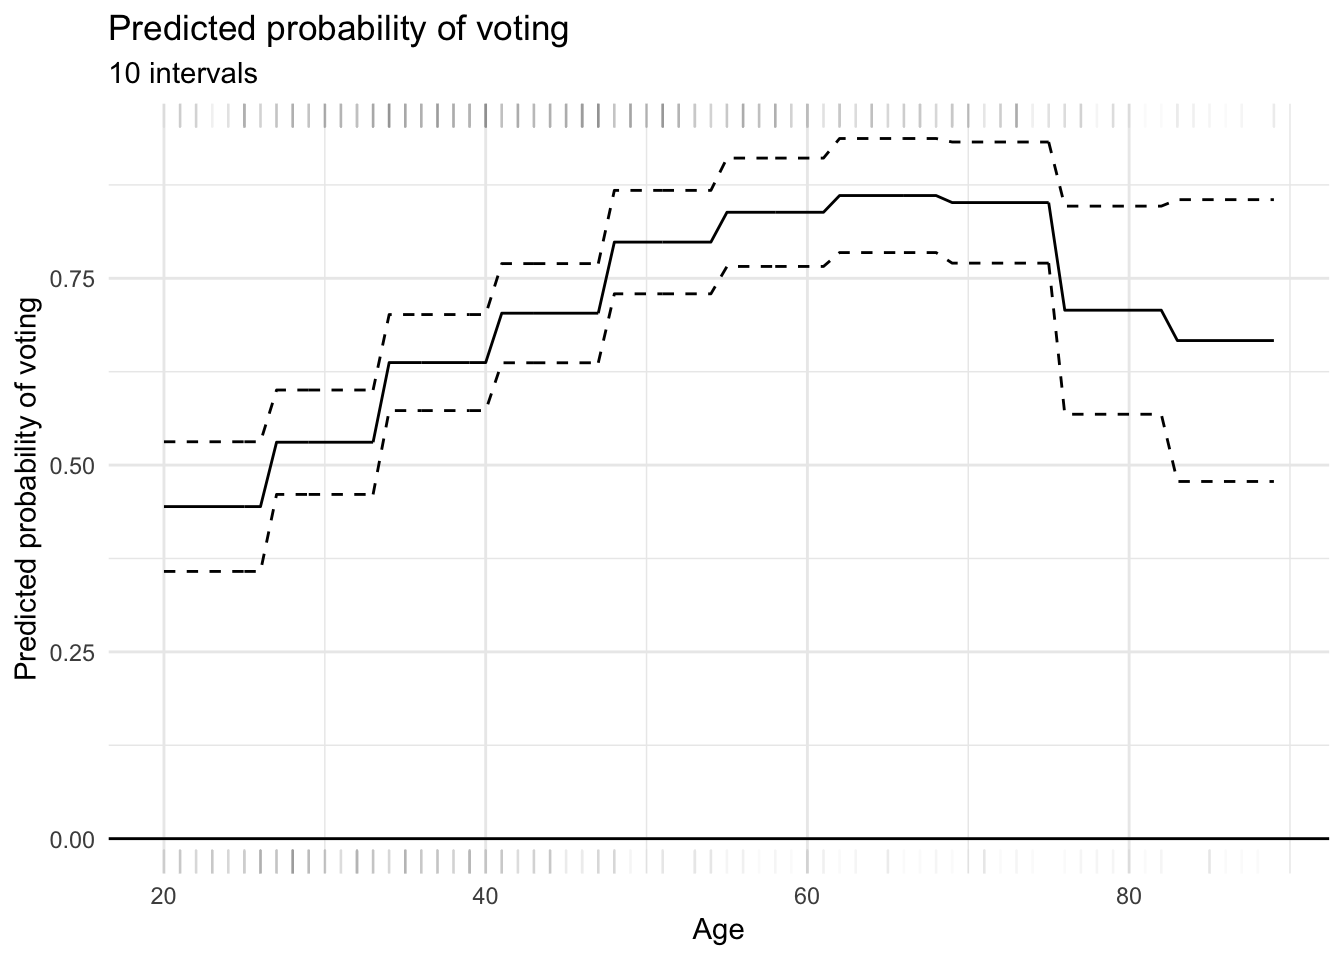 Predicted probability of voting
10 intervals
Predicted probability of voting
0.75
0.50
0.25
0.00
20 40 60 80
Age